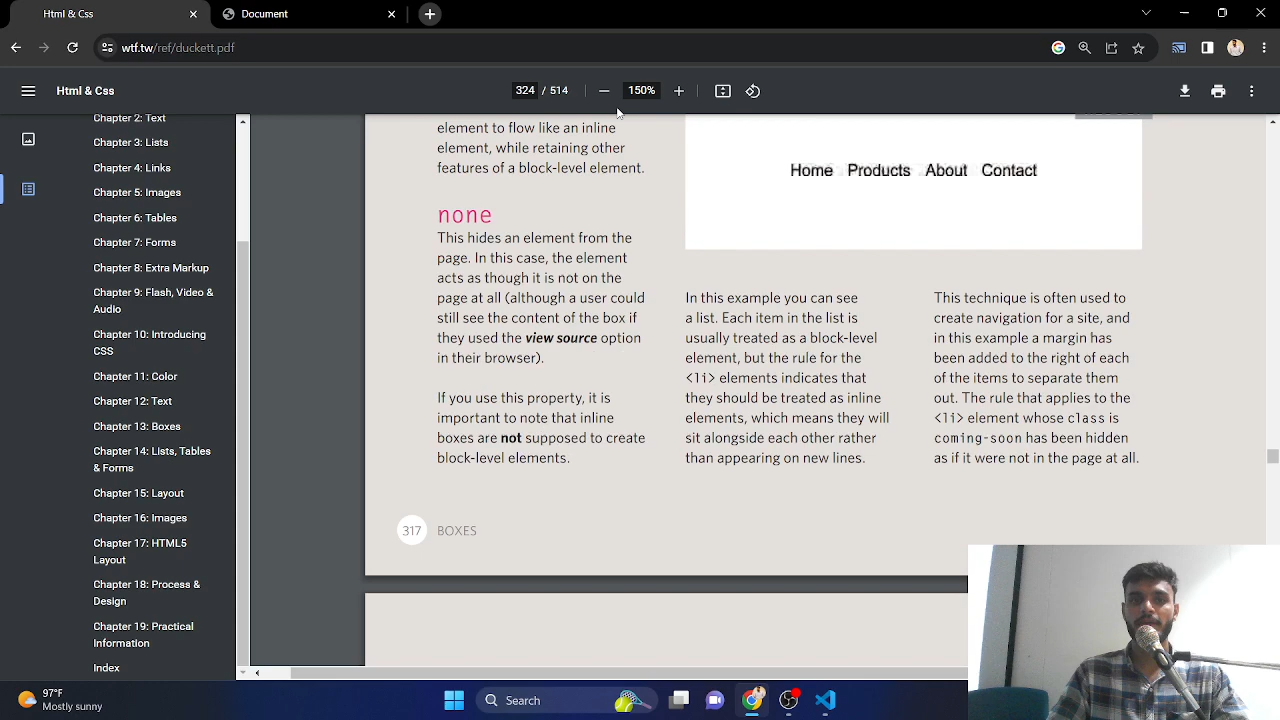 Html & Css
Document
wtf.tw/ref/duckett.pdf
Html & Css
324 / 514
150%
Chapter 2: Text
Chapter 3: Lists
Chapter 4: Links
Chapter 5: Images
Chapter 6: Tables
Chapter 7: Forms
Chapter 8: Extra Markup
Chapter 9: Flash, Video &
Audio
Chapter 10: Introducing
CSS
Chapter 11: Color
Chapter 12: Text
Chapter 13: Boxes
Chapter 14: Lists, Tables
& Forms
Chapter 15: Layout
Chapter 16: Images
Chapter 17: HTML5
Layout
Chapter 18: Process &
Design
Chapter 19: Practical
Information
Index
element to flow like an inline
element, while retaining other
features of a block-level element.
none
This hides an element from the
page. In this case, the element
acts as though it is not on the
page at all (although a user could
still see the content of the box if
they used the view source option
in their browser).
If you use this property, it is
important to note that inline
boxes are not supposed to create
block-level elements.
Home Products About Contact
In this example you can see
a list. Each item in the list is
usually treated as a block-level
element, but the rule for the
<li> elements indicates that
they should be treated as inline
elements, which means they will
sit alongside each other rather
than appearing on new lines.
This technique is often used to
create navigation for a site, and
in this example a margin has
been added to the right of each
of the items to separate them
out. The rule that applies to the
<li> element whose class is
coming-soon has been hidden
as if it were not in the page at all.
317 BOXES
97°F
Mostly sunny
Search